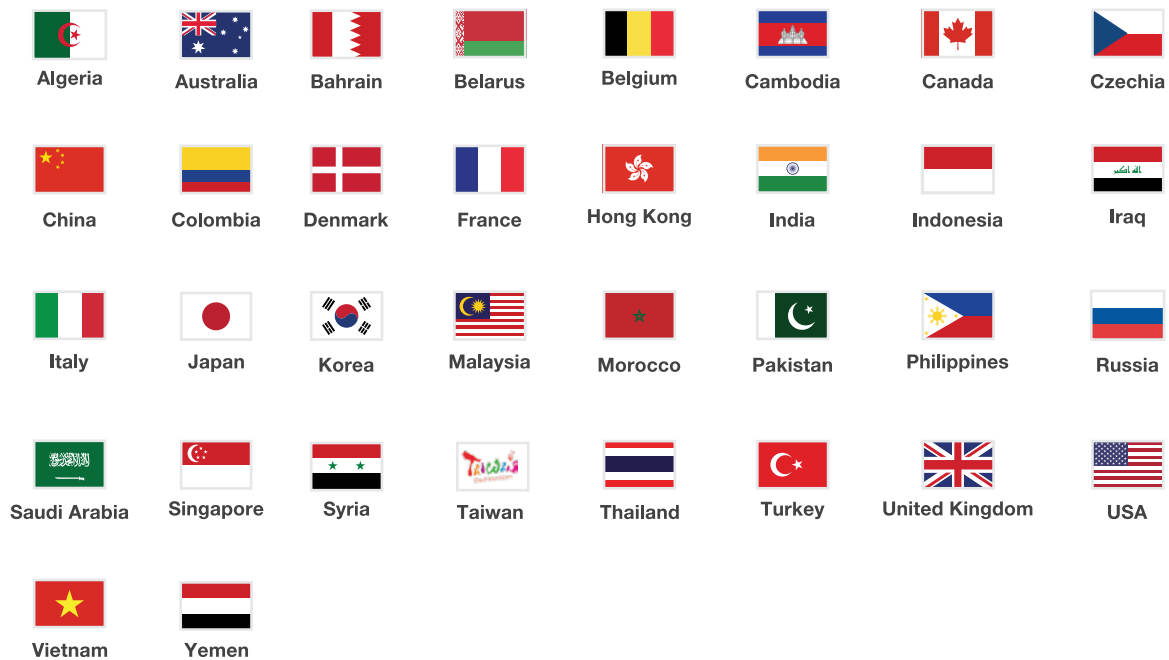 Algeria
Australia
Bahrain
Belarus
Belgium
Cambodia
Canada
Czechia
China
Colombia
Denmark
France
Hong Kong
India
Indonesia
Iraq
Italy
Japan
Korea
Malaysia
Morocco
Pakistan
Philippines
Russia
Saudi Arabia
Singapore
Syria
Taiwan
Thailand
Turkey
United Kingdom
USA
Vietnam
Yemen